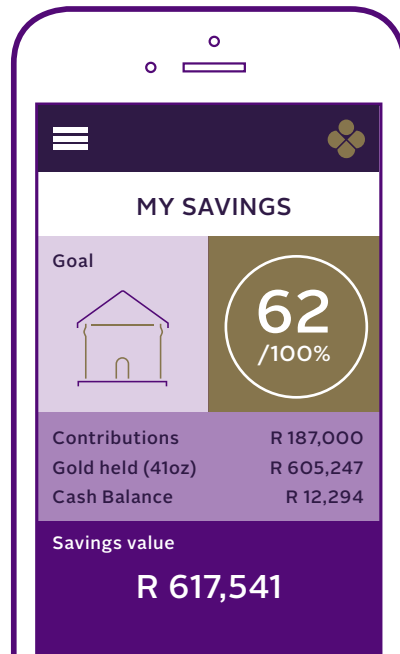 MY SAVINGS
Goal
62
/100%
Contributions R 187,000
Gold held (41oz) R 605,247
Cash Balance R 12,294
Savings value
R 617,541